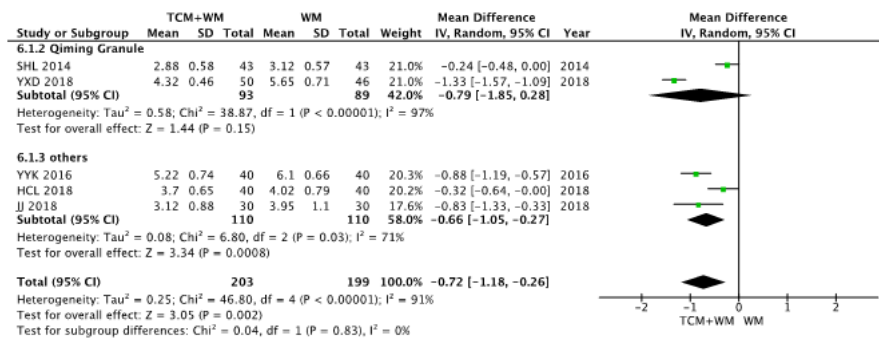 TCM+WM WM Mean Difference Mean Difference
Study or Subgroup Mean SD Total Mean SD Total Weight IV, Random, 95% CI Year IV, Random, 95% CI
6.1.2 Qiming Granule
SHL 2014 2.88 0.58 43 3.12 0.57 43 21.0% −0.24 [−0.48, 0.00] 2014
YXD 2018 4.32 0.46 50 5.65 0.71 46 21.0% −1.33 [−1.57, −1.09] 2018
Subtotal (95% CI) 93 89 42.0% −0.79 [−1.85, 0.28]
Heterogeneity: Tau² = 0.58; Chi² = 38.87, df = 1 (P < 0.00001); I² = 97%
Test for overall effect: Z = 1.44 (P = 0.15)
6.1.3 others
YYK 2016 5.22 0.74 40 6.1 0.66 40 20.3% −0.88 [−1.19, −0.57] 2016
HCL 2018 3.7 0.65 40 4.02 0.79 40 20.2% −0.32 [−0.64, −0.00] 2018
JJ 2018 3.12 0.88 30 3.95 1.1 30 17.6% −0.83 [−1.33, −0.33] 2018
Subtotal (95% CI) 110 110 58.0% −0.66 [−1.05, −0.27]
Heterogeneity: Tau² = 0.08; Chi² = 6.80, df = 2 (P = 0.03); I² = 71%
Test for overall effect: Z = 3.34 (P = 0.0008)
Total (95% CI) 203 199 100.0% −0.72 [−1.18, −0.26]
Heterogeneity: Tau² = 0.25; Chi² = 46.80, df = 4 (P < 0.00001); I² = 91%
Test for overall effect: Z = 3.05 (P = 0.002)
Test for subgroup differences: Chi² = 0.04, df = 1 (P = 0.83), I² = 0%
−2 −1 0 1 2
TCM+WM WM